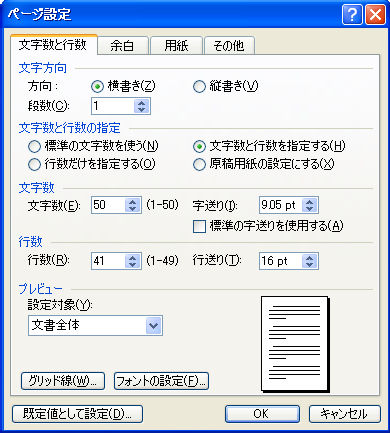 ページ設定
文字数と行数 余白 用紙 その他
文字方向
方向： 横書き(Z) 縦書き(V)
段数(C): 1
文字数と行数の指定
標準の文字数を使う(N) 文字数と行数を指定する(H)
行数だけを指定する(O) 原稿用紙の設定にする(X)
文字数
文字数(E): 50 (1-50) 字送り(I): 9.05 pt
標準の字送りを使用する(A)
行数
行数(R): 41 (1-49) 行送り(T): 16 pt
プレビュー
設定対象(Y):
文書全体
グリッド線(W)... フォントの設定(F)...
既定値として設定(D)... OK キャンセル